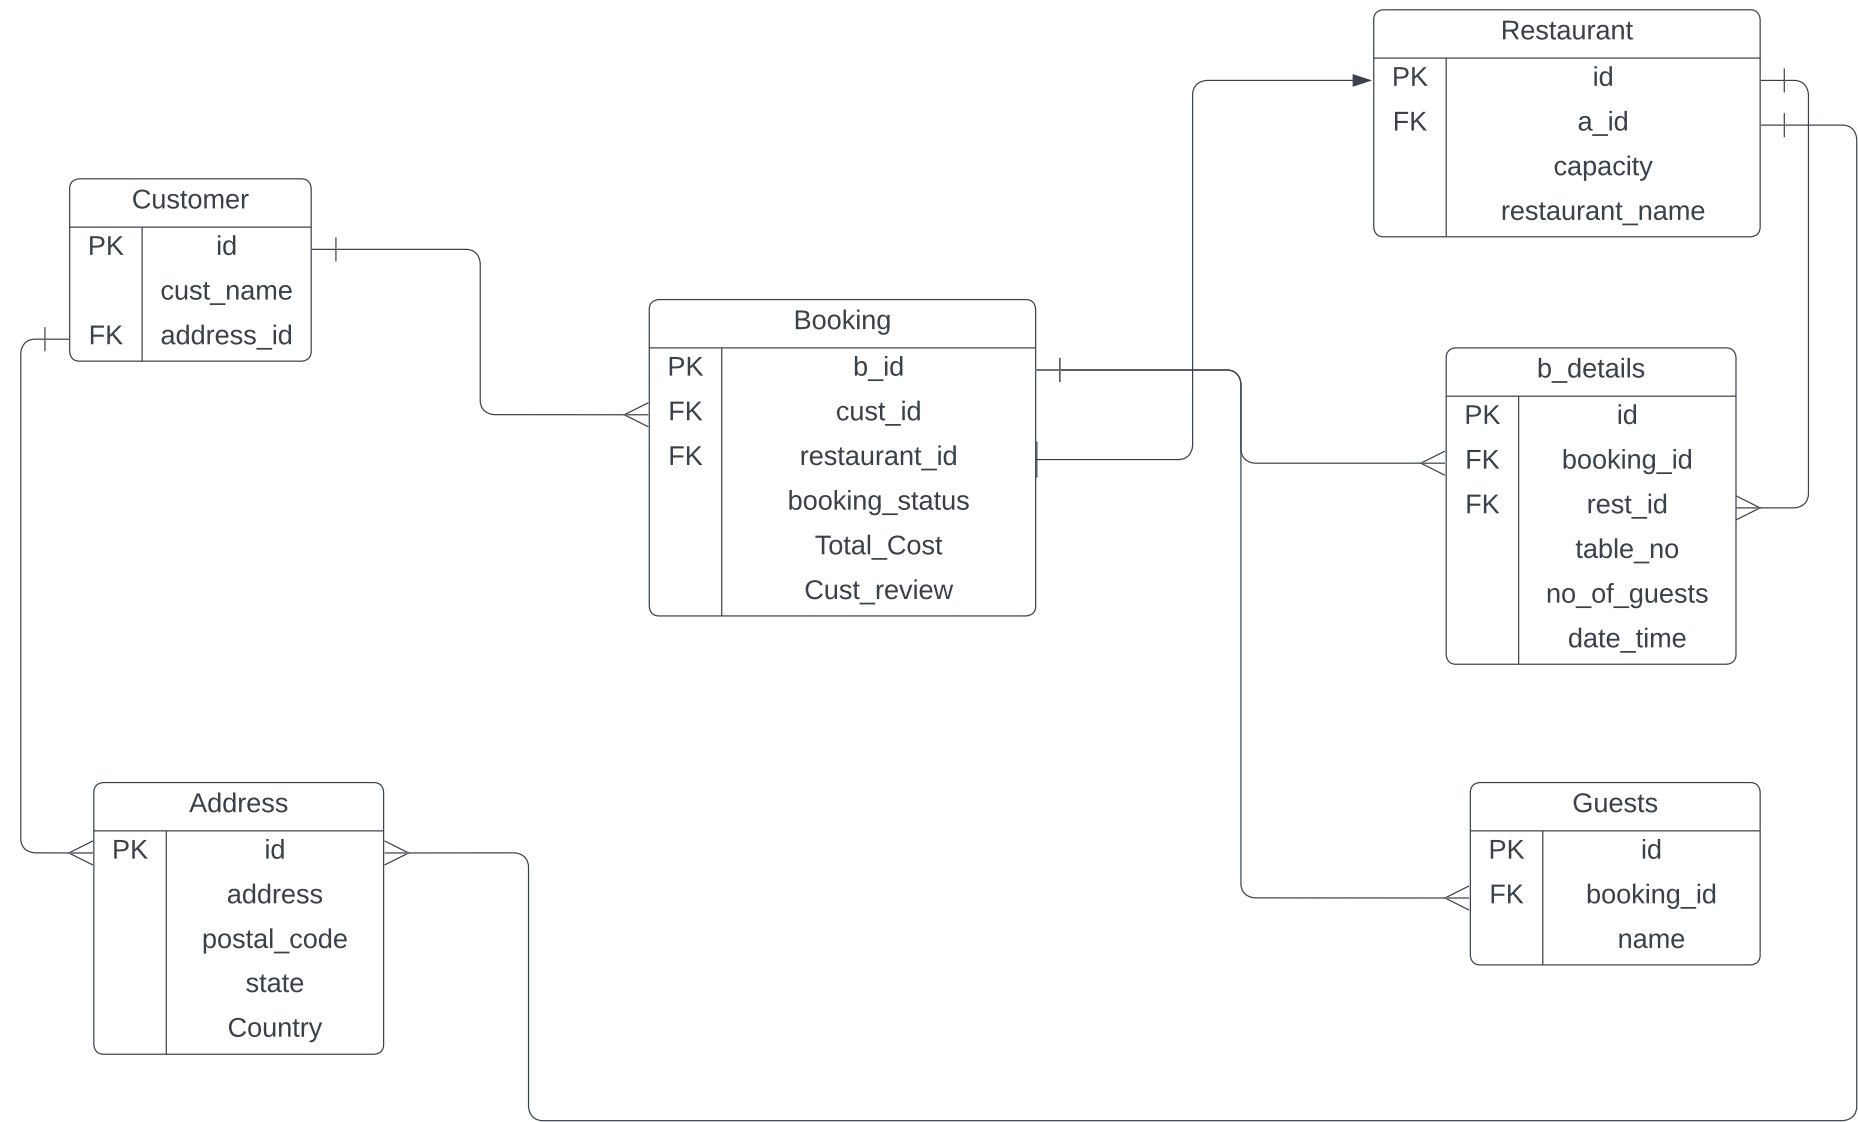 Restaurant
PK id
FK a_id
capacity
restaurant_name
Customer
PK id
cust_name
FK address_id
Booking
PK b_id
FK cust_id
FK restaurant_id
booking_status
Total_Cost
Cust_review
b_details
PK id
FK booking_id
FK rest_id
table_no
no_of_guests
date_time
Address
PK id
address
postal_code
state
Country
Guests
PK id
FK booking_id
name